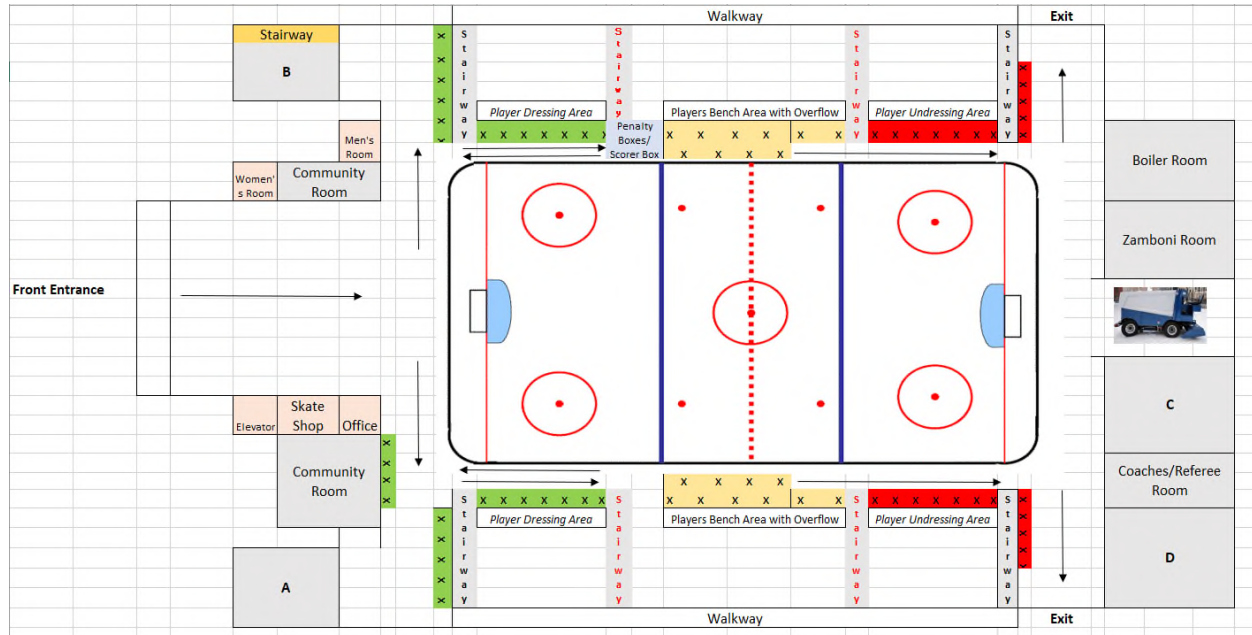 Walkway
Exit
Stairway
B
Men's
Room
Women'
s Room
Community
Room
Front Entrance
Elevator
Skate
Shop
Office
Community
Room
A
x x x x x x
Stairway
Player Dressing Area
x x x x x x x
Stairway
Penalty
Boxes/
Scorer Box
Players Bench Area with Overflow
X X X X X X
X X X X
Stairway
Player Undressing Area
X X X X X X X
Stairway
x x x x x
Boiler Room
Zamboni Room
C
Coaches/Referee
Room
D
x x x x
x x x x x
Stairway
X X X X X X X
Player Dressing Area
STAIRWAY
X X X X
X X X X X X
Players Bench Area with Overflow
STAIRWAY
X X X X X X X
Player Undressing Area
Stairway
x x x x x
Walkway
Exit